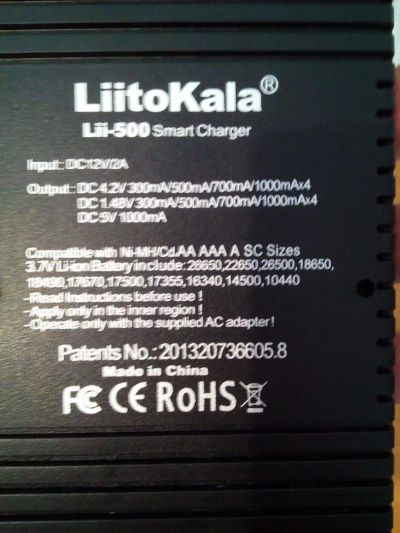 LiitoKala®
Lii-500 Smart Charger
Input: DC12V/2A
Output: DC 4.2V 300mA/500mA/700mA/1000mAx4
DC 1.48V 300mA/500mA/700mA/1000mAx4
DC 5V 1000mA
Compatible with Ni-MH/Cd AA AAA A SC Sizes
3.7V Li-ion Battery include: 26650,22650,26500,18650,
18490,17670,17500,17355,16340,14500,10440
-Read Instructions before use !
-Apply only in the inner region !
-Operate only with the supplied AC adapter !
Patents No.: 201320736605.8
Made in China
FC CE RoHS